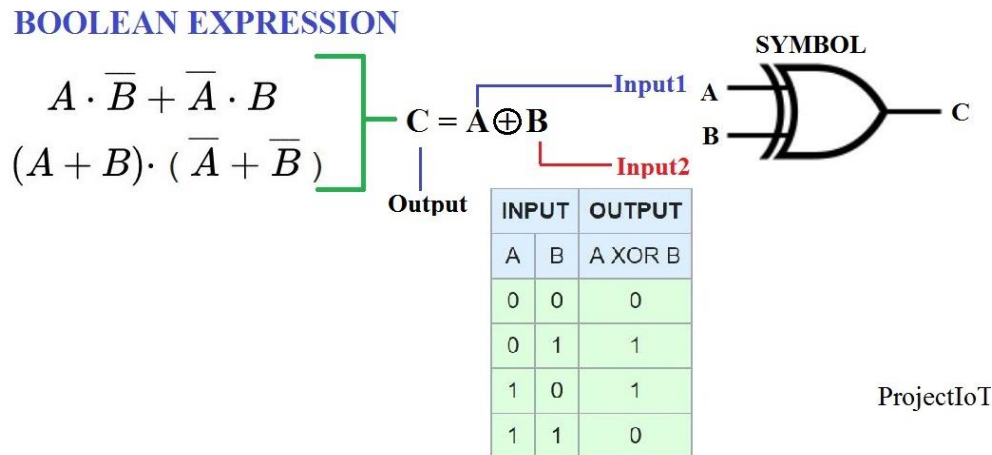 BOOLEAN EXPRESSION
A · B̅ + A̅ · B
(A + B)· ( A̅ + B̅ )
C = A⊕B
Input1
Input2
Output
SYMBOL
A
B
C
INPUT OUTPUT
A B A XOR B
0 0 0
0 1 1
1 0 1
1 1 0
ProjectIoT